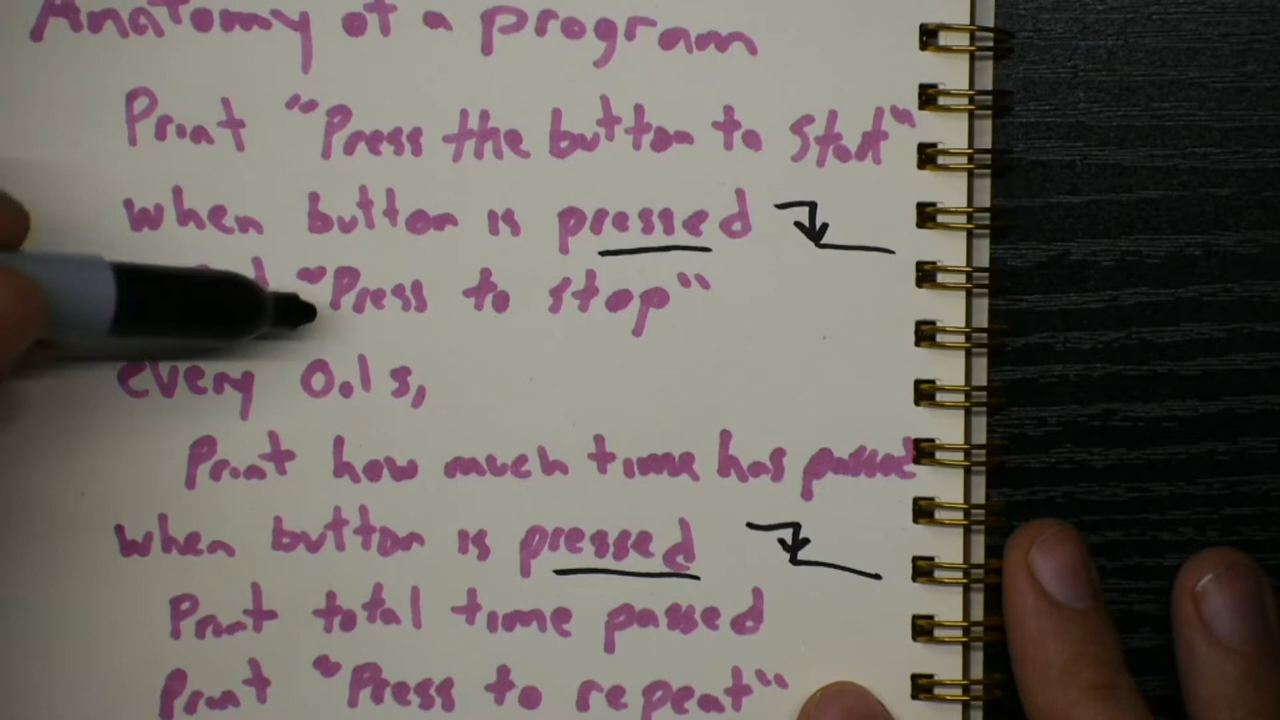 Anatomy of a program
Print "Press the button to start"
when button is pressed
"Press to stop"
every 0.1s,
Print how much time has passed
when button is pressed
Print total time passed
Print "Press to repeat"